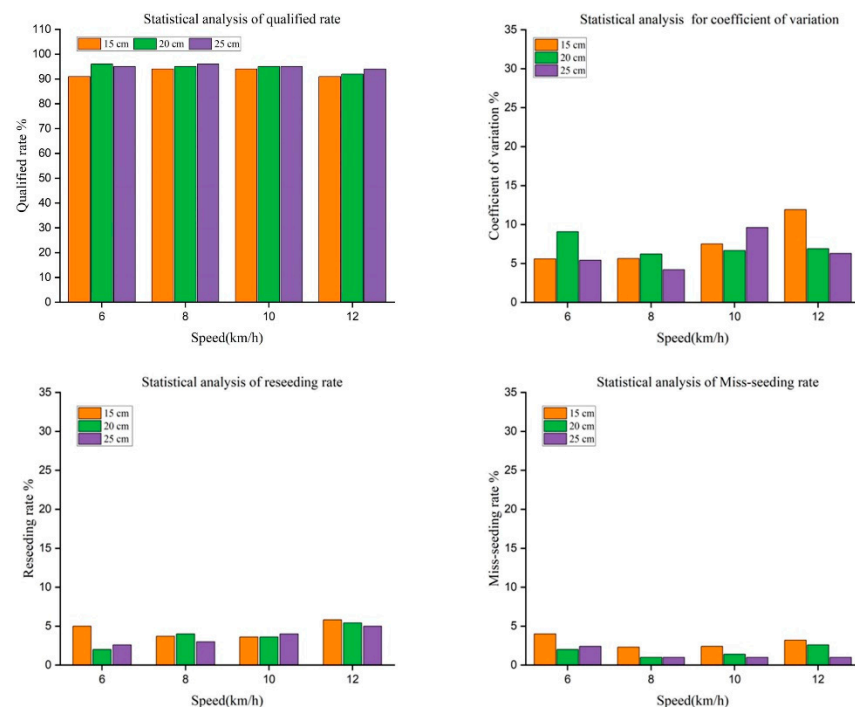 Statistical analysis of qualified rate
15 cm 20 cm 25 cm
110
100
90
80
70
60
50
40
30
20
10
0
Qualified rate %
6 8 10 12
Speed(km/h)
Statistical analysis for coefficient of variation
15 cm
20 cm
25 cm
35
30
25
20
15
10
5
0
Coefficient of variation %
6 8 10 12
Speed(km/h)
Statistical analysis of reseeding rate
15 cm
20 cm
25 cm
35
30
25
20
15
10
5
0
Reseeding rate %
6 8 10 12
Speed(km/h)
Statistical analysis of Miss-seeding rate
15 cm
20 cm
25 cm
35
30
25
20
15
10
5
0
Miss-seeding rate %
6 8 10 12
Speed(km/h)